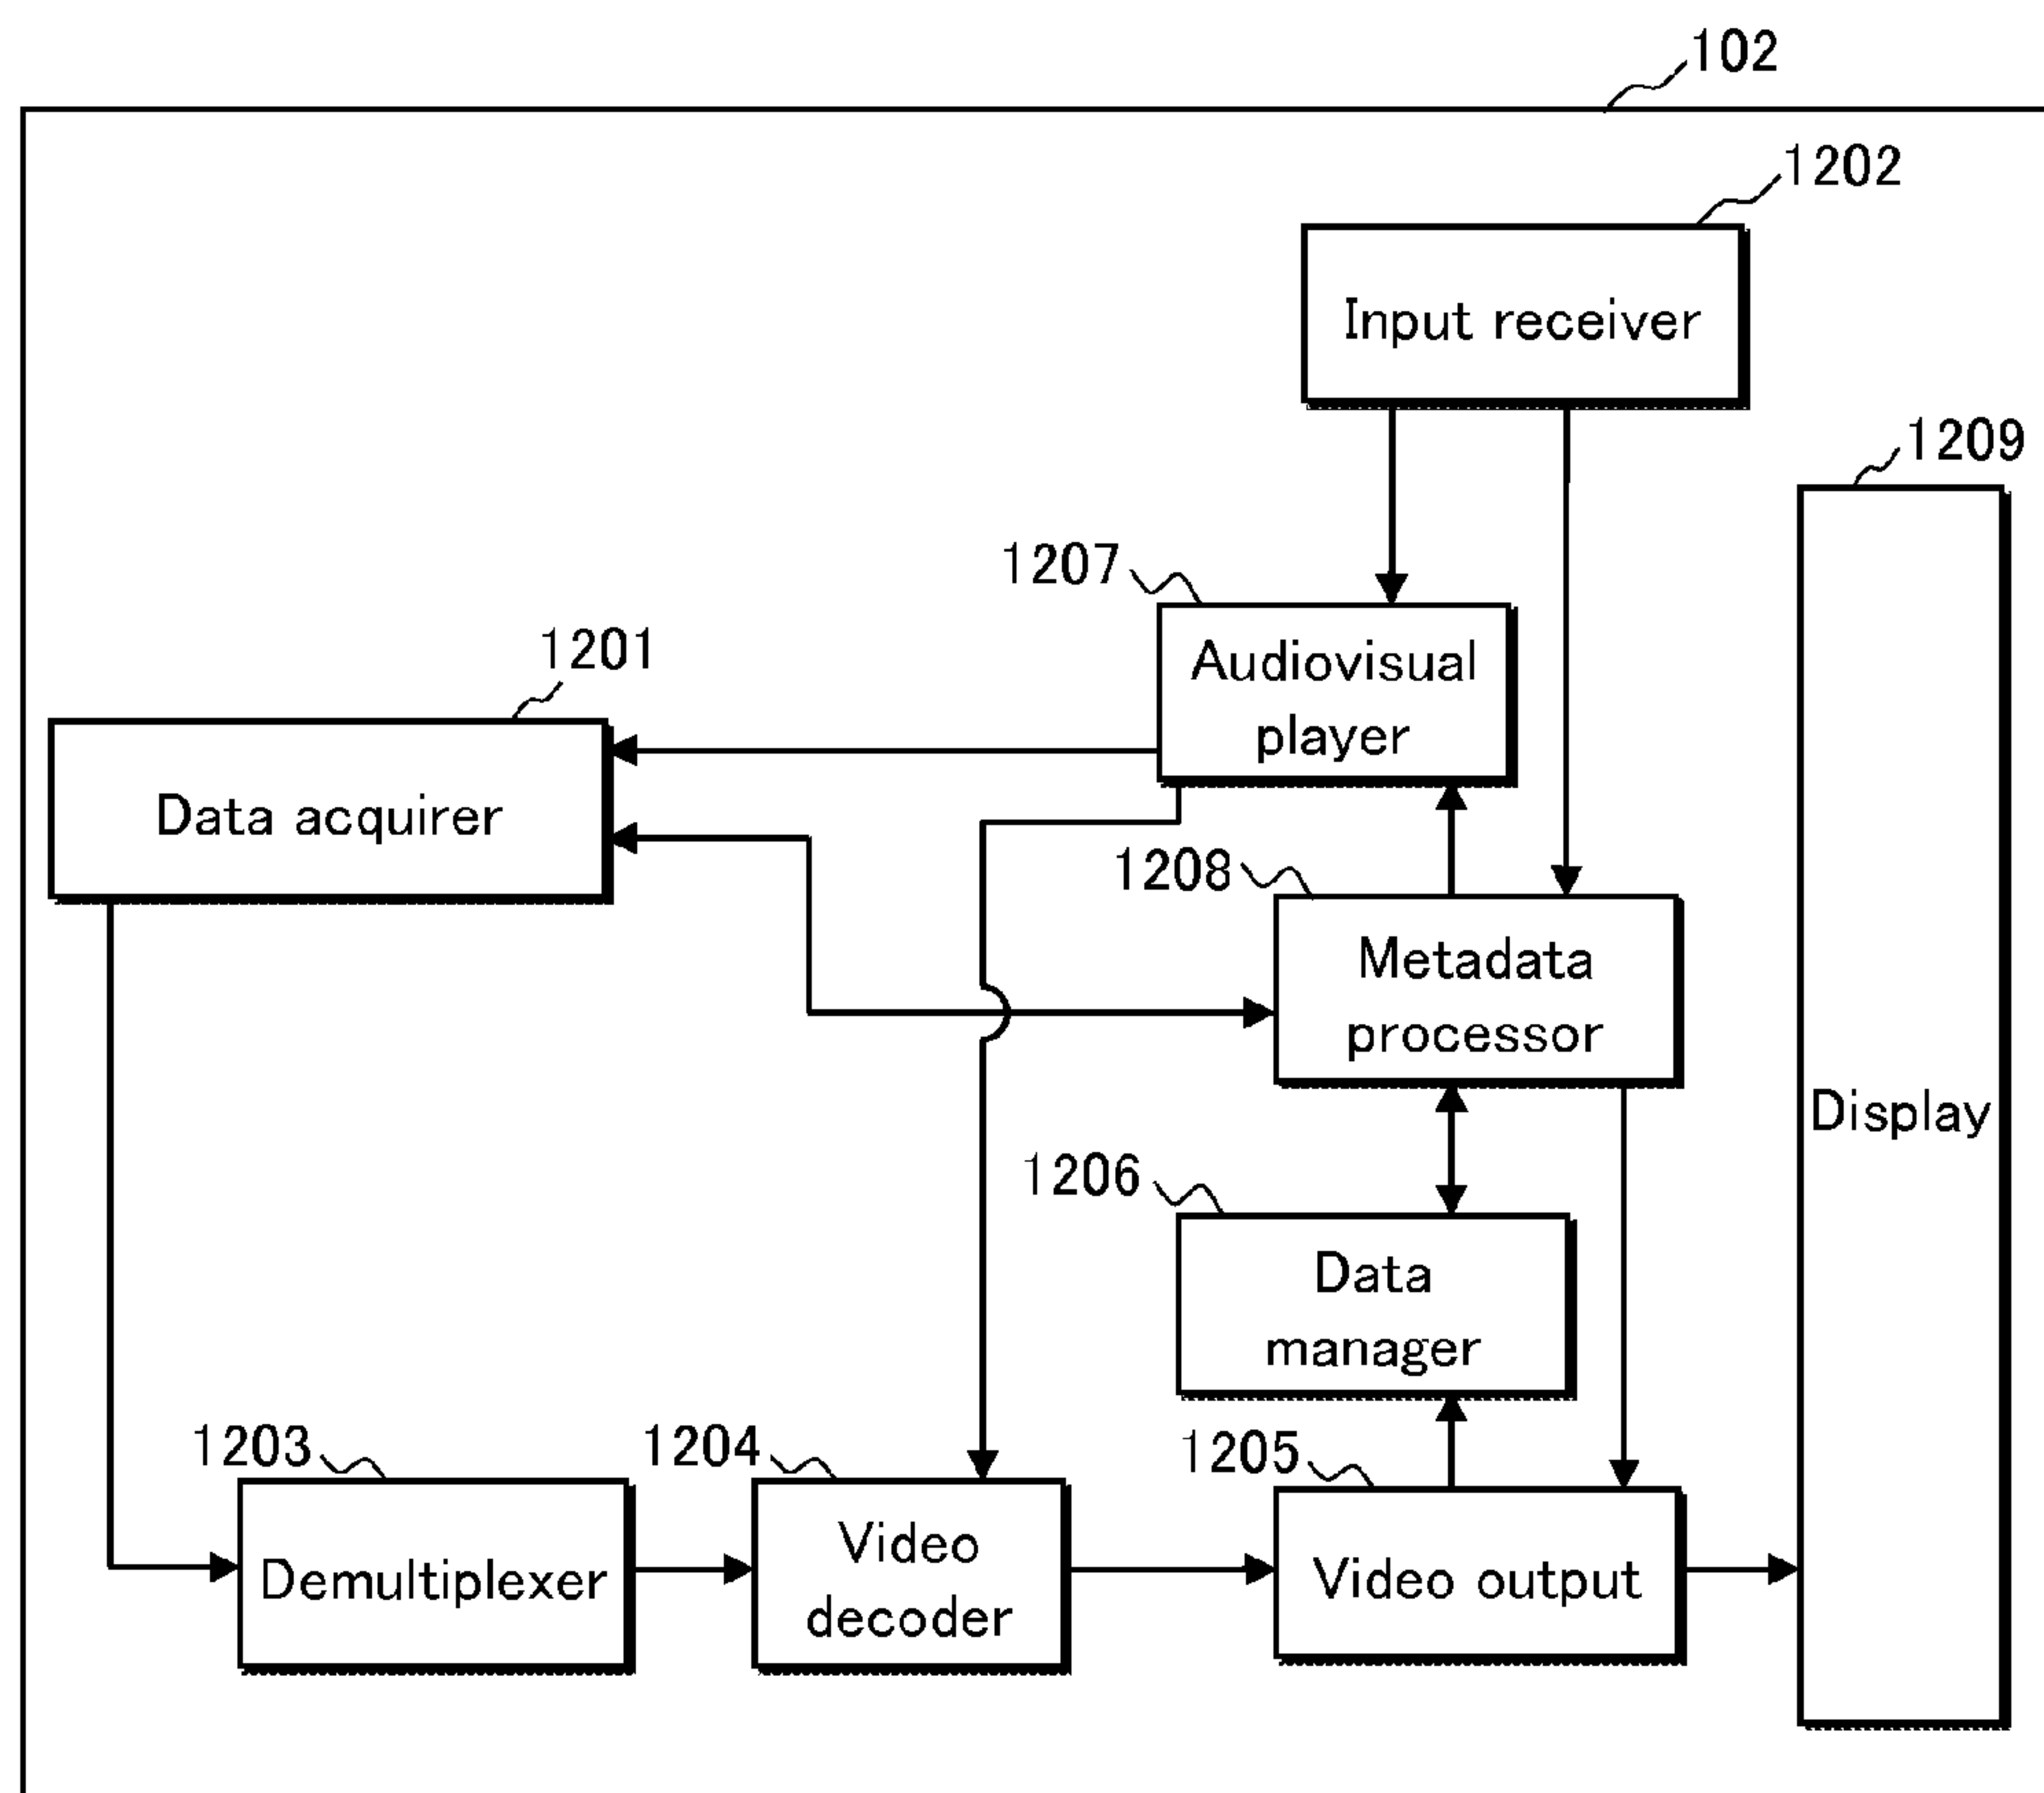 102
1202
Input receiver
1209
1207
Audiovisual
player
1201
Data acquirer
1208
Metadata
processor
Display
1206
Data
manager
1203
Demultiplexer
1204
Video
decoder
1205
Video output